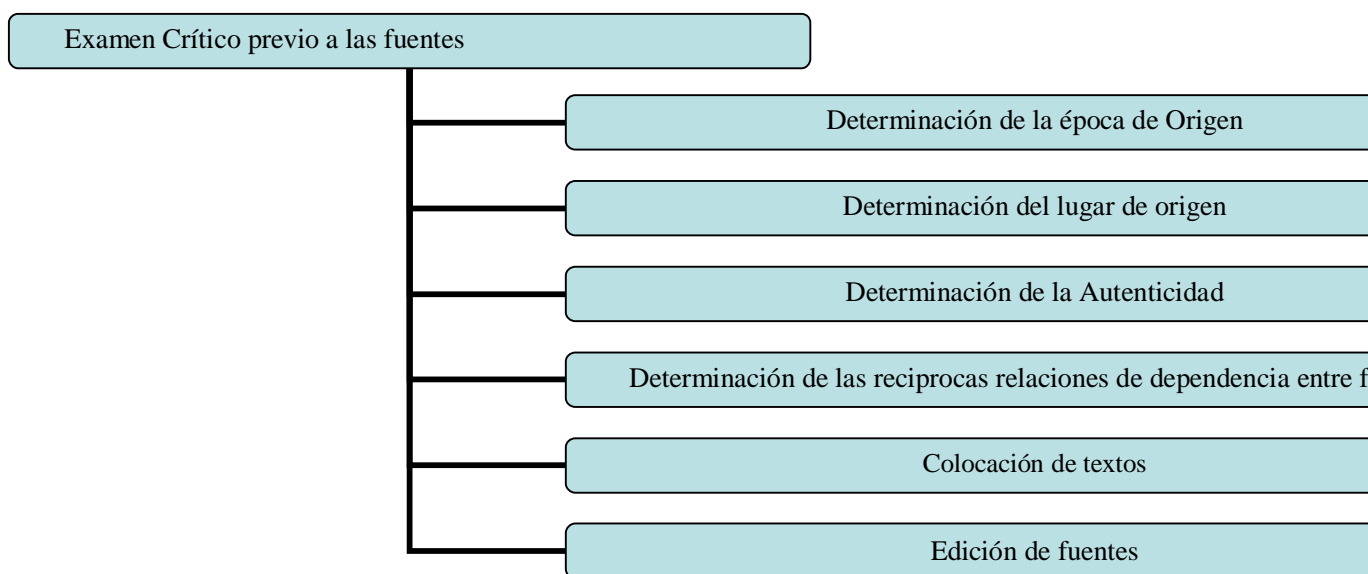 Examen Crítico previo a las fuentes
Determinación de la época de Origen
Determinación del lugar de origen
Determinación de la Autenticidad
Determinación de las reciprocas relaciones de dependencia entre
Colocación de textos
Edición de fuentes